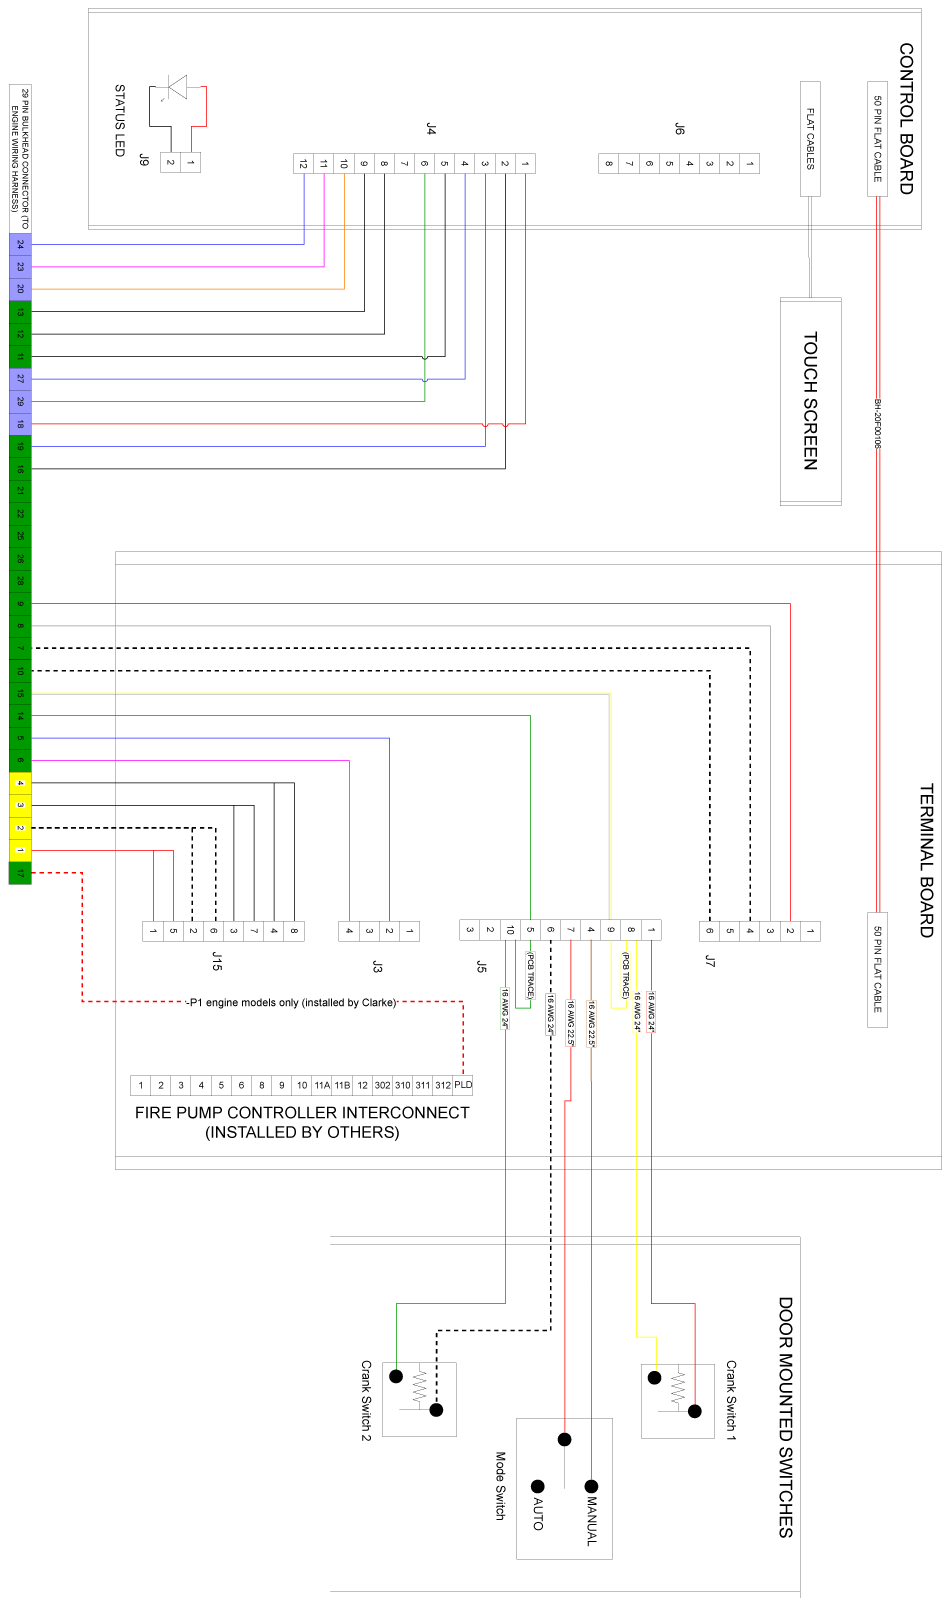 CONTROL BOARD
50 PIN FLAT CABLE
FLAT CABLES
J6
1 2 3 4 5 6 7 8
J4
1 2 3 4 5 6 7 8 9 10 11 12
STATUS LED
J9
1 2
TOUCH SCREEN
BH-20F00106
29 PIN BULKHEAD CONNECTOR (TO
ENGINE WIRING HARNESS)
24
23
20
13
12
11
27
29
18
19
16
21
22
25
26
28
9
8
7
10
15
14
5
6
4
3
2
1
17
TERMINAL BOARD
50 PIN FLAT CABLE
J7
1 2 3 4 5 6
J5
1 8 9 4 7 6 5 10 2 3
J3
1 2 3 4
J15
8 4 7 3 6 2 5 1
16 AWG 24"
16 AWG 24"
(PCB TRACE)
16 AWG 22.5"
16 AWG 22.5"
16 AWG 24"
(PCB TRACE)
16 AWG 24"
-P1 engine models only (installed by Clarke)
1 2 3 4 5 6 8 9 10 11A 11B 12 302 310 311 312 PLD
FIRE PUMP CONTROLLER INTERCONNECT
(INSTALLED BY OTHERS)
DOOR MOUNTED SWITCHES
Crank Switch 1
MANUAL
AUTO
Mode Switch
Crank Switch 2